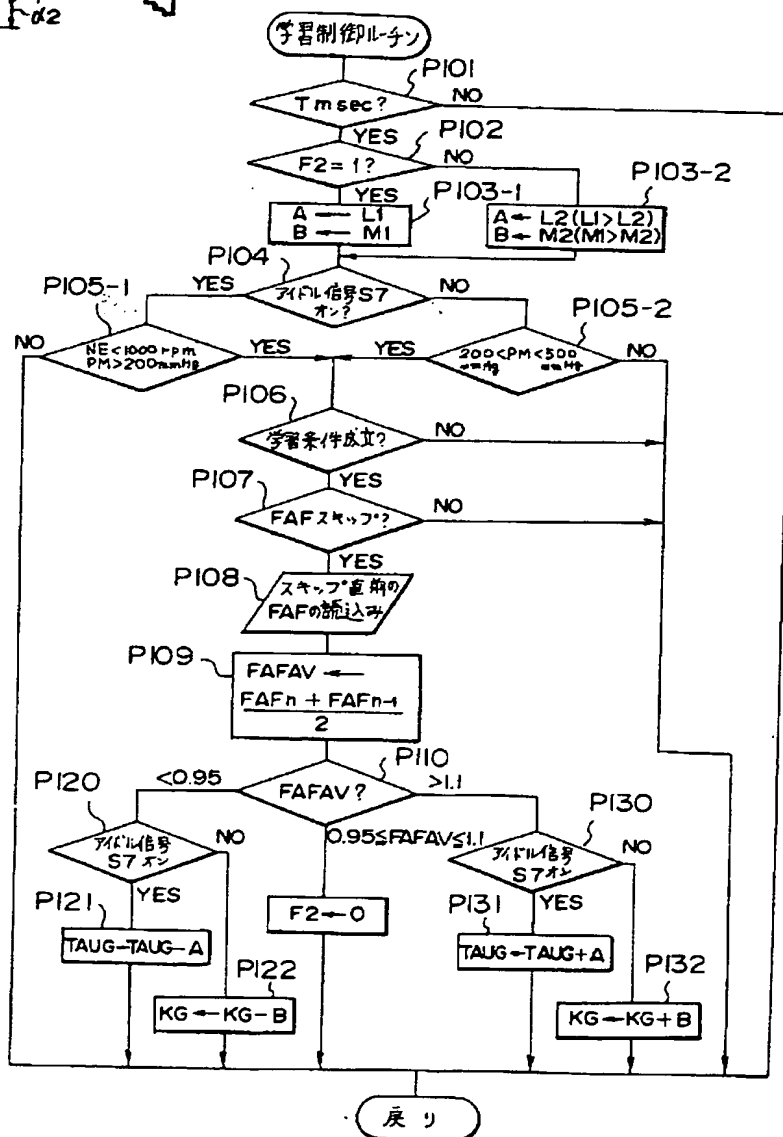 α2
学習制御ルーチン
P101
Tmsec?
NO
YES
P102
F2=1?
NO
YES
P103-1
P103-2
A ← L1
B ← M1
A ← L2(L1>L2)
B ← M2(M1>M2)
P104
YES
アイドル信号S7
オン?
NO
P105-1
P105-2
NO
NE<1000rpm
PM>200mmHg
YES
YES
200<PM<500
mmHg mmHg
NO
P106
学習条件成立?
NO
YES
P107
FAFスキップ?
NO
YES
P108
スキップ直前の
FAFの読込み
P109
FAFAV ←
FAFn + FAFn-1
2
P110
<0.95
FAFAV?
>1.1
P120
P130
アイドル信号
S7オン
NO
0.95≤FAFAV≤1.1
アイドル信号
S7オン
NO
YES
YES
P121
P131
TAUG←TAUG-A
F2←0
TAUG←TAUG+A
P122
P132
KG←KG-B
KG←KG+B
戻り